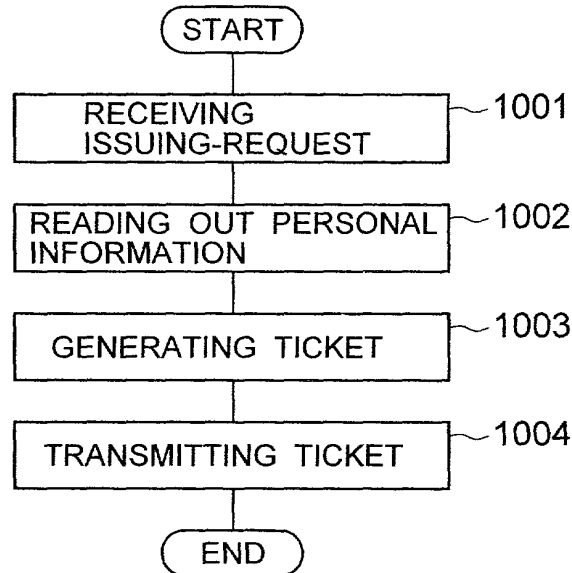 START
RECEIVING
ISSUING-REQUEST
1001
READING OUT PERSONAL
INFORMATION
1002
GENERATING TICKET
1003
TRANSMITTING TICKET
1004
END